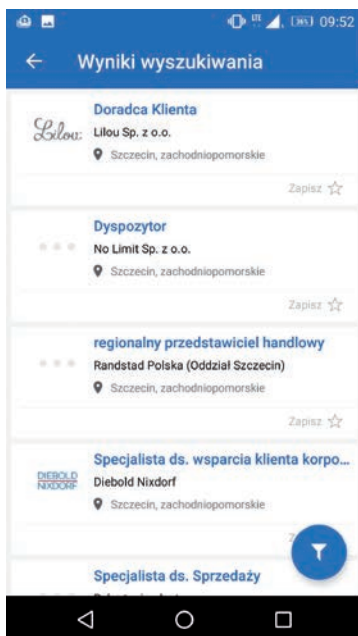 09:52
Wyniki wyszukiwania
Doradca Klienta
Lilou:
Lilou Sp. z o.o.
Szczecin, zachodniopomorskie
Zapisz
Dyspozytor
No Limit Sp. z o.o.
Szczecin, zachodniopomorskie
Zapisz
regionalny przedstawiciel handlowy
Randstad Polska (Oddział Szczecin)
Szczecin, zachodniopomorskie
Zapisz
Specjalista ds. wsparcia klienta korpo...
DIEBOLD
NIXDORF
Diebold Nixdorf
Szczecin, zachodniopomorskie
Specjalista ds. Sprzedaży